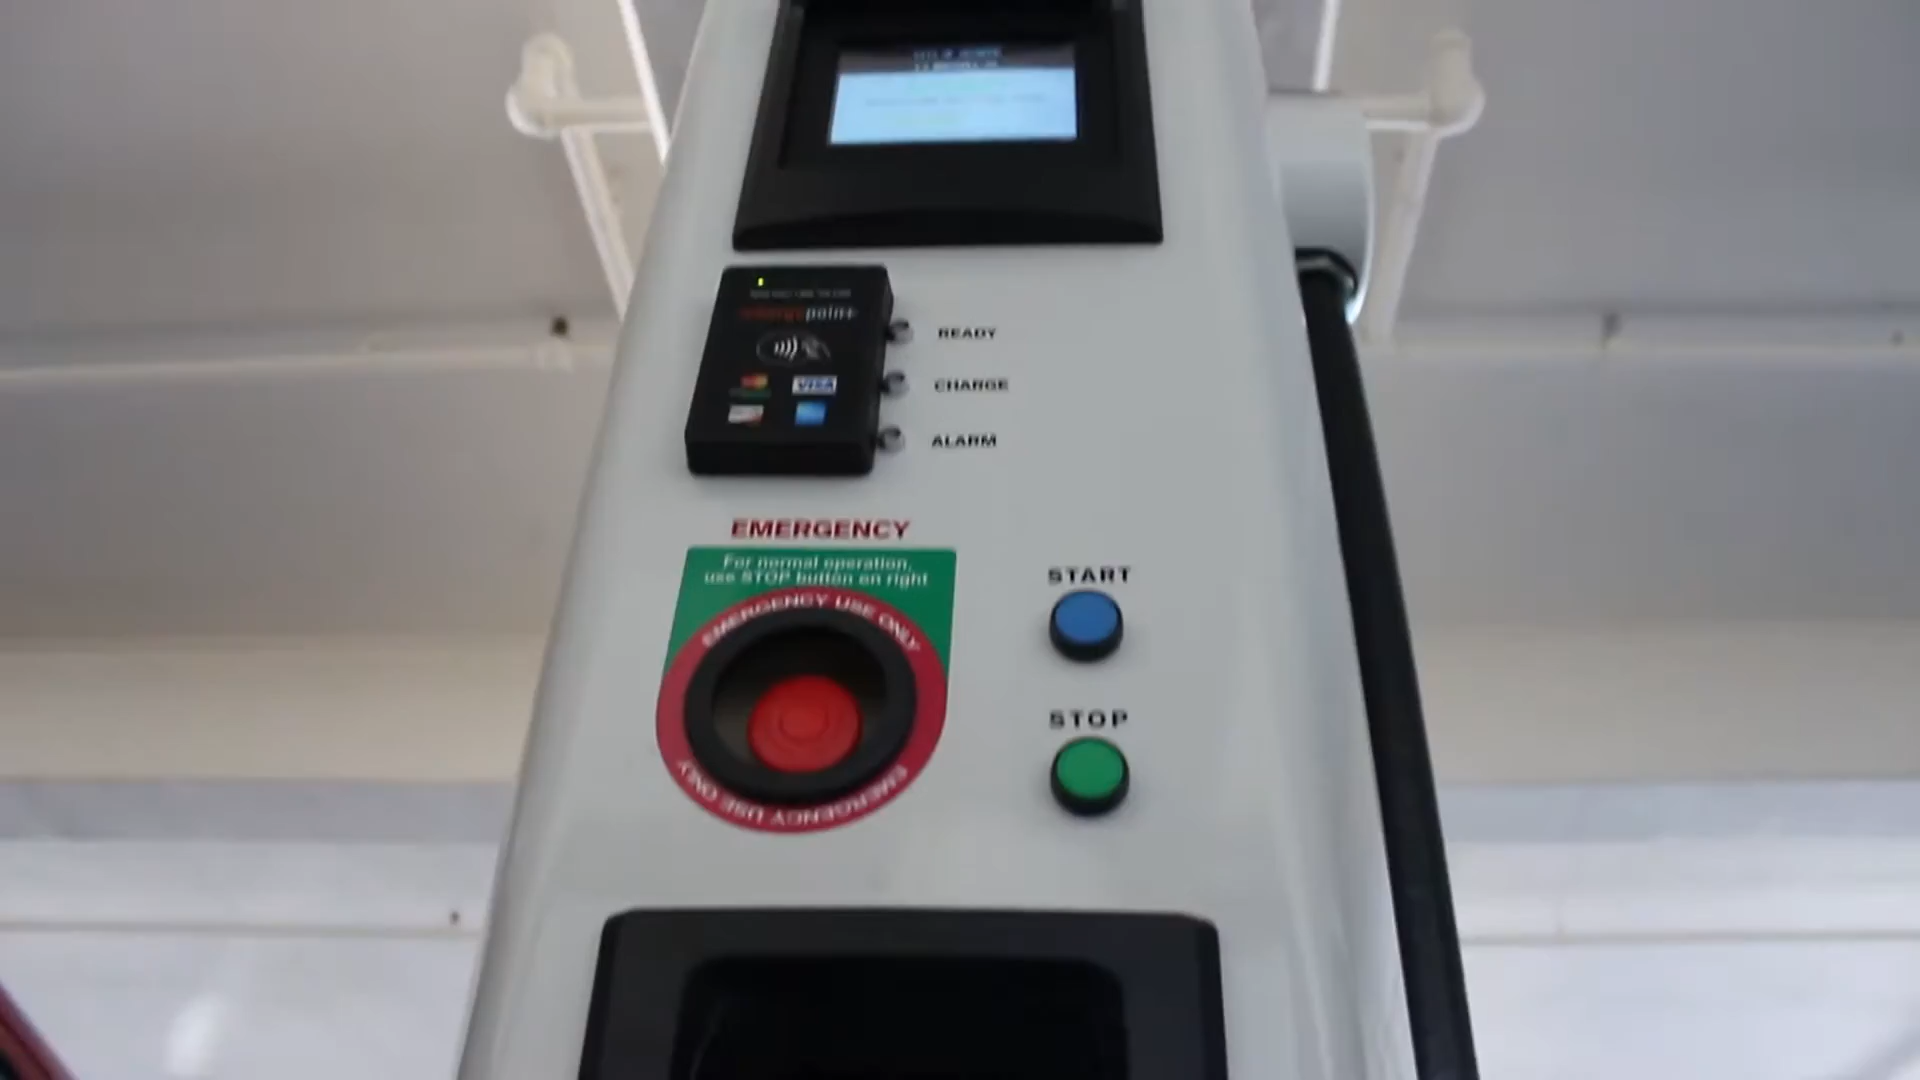 chargepoint+
READY
VISA
CHARGE
ALARM
EMERGENCY
For normal operation,
use STOP button on right
EMERGENCY USE ONLY
EMERGENCY USE ONLY
START
STOP